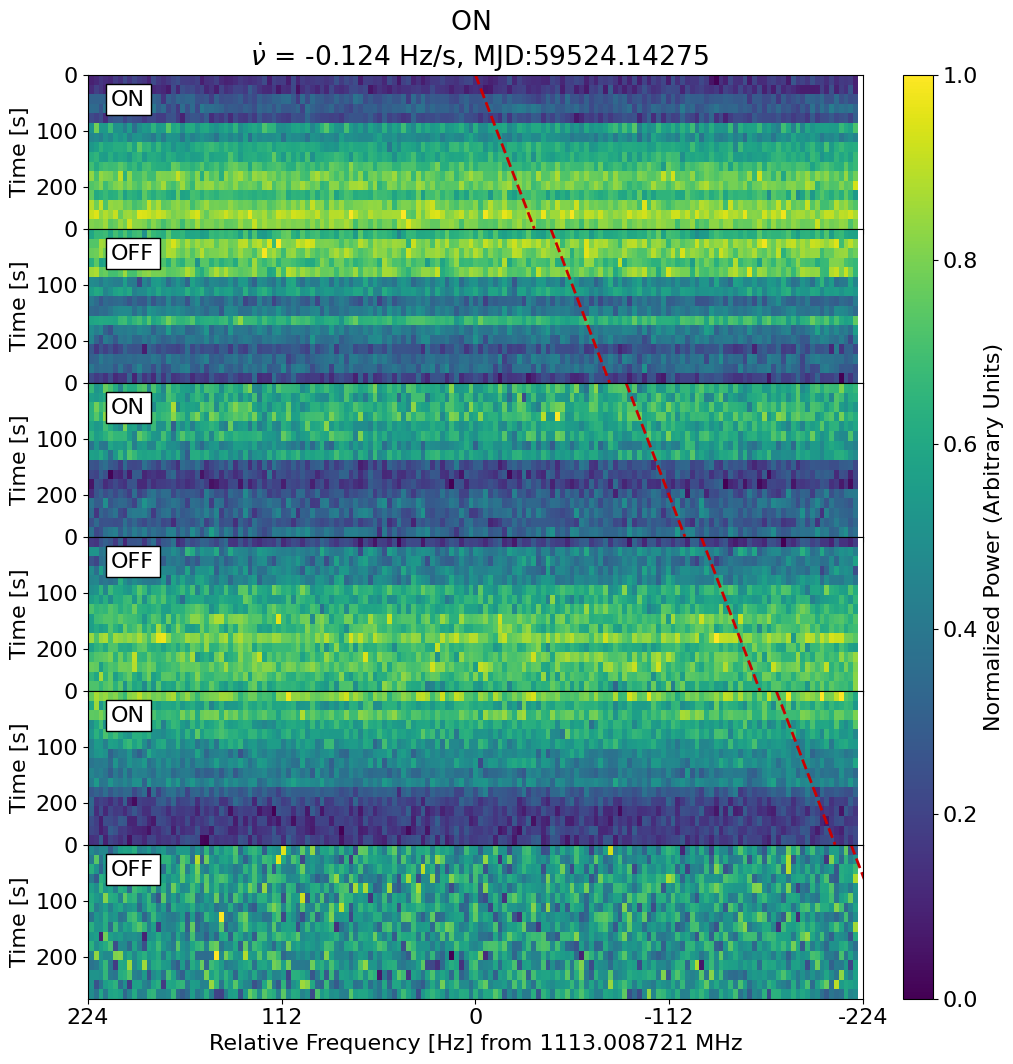 ON
ν̇ = -0.124 Hz/s, MJD:59524.14275
0
ON
100
Time [s]
200
0
OFF
100
Time [s]
200
0
ON
100
Time [s]
200
0
OFF
100
Time [s]
200
0
ON
100
Time [s]
200
0
OFF
100
Time [s]
200
224 112 0 -112 -224
Relative Frequency [Hz] from 1113.008721 MHz
1.0
0.8
0.6
0.4
0.2
0.0
Normalized Power (Arbitrary Units)